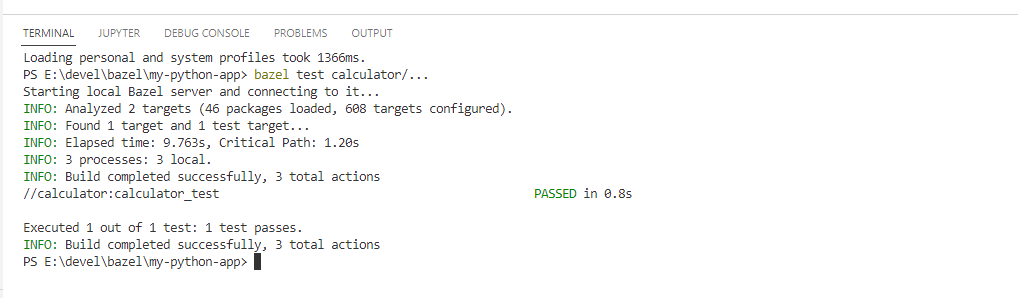 TERMINAL JUPYTER DEBUG CONSOLE PROBLEMS OUTPUT
Loading personal and system profiles took 1366ms.
PS E:\devel\bazel\my-python-app> bazel test calculator/...
Starting local Bazel server and connecting to it...
INFO: Analyzed 2 targets (46 packages loaded, 608 targets configured).
INFO: Found 1 target and 1 test target...
INFO: Elapsed time: 9.763s, Critical Path: 1.20s
INFO: 3 processes: 3 local.
INFO: Build completed successfully, 3 total actions
//calculator:calculator_test PASSED in 0.8s
Executed 1 out of 1 test: 1 test passes.
INFO: Build completed successfully, 3 total actions
PS E:\devel\bazel\my-python-app>